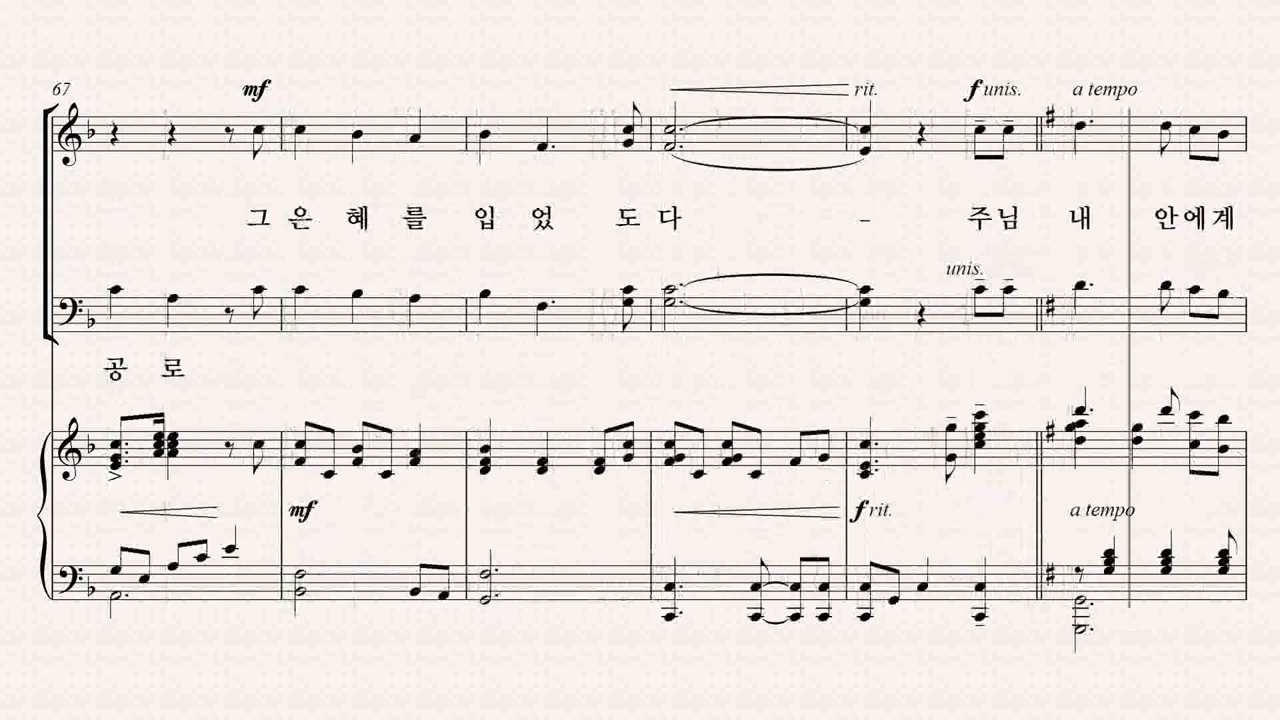 67
mf rit. f unis. a tempo
그 은 혜 를 입 었 도 다 - 주 님 내 안 에 계
unis.
공 로
mf f rit. a tempo